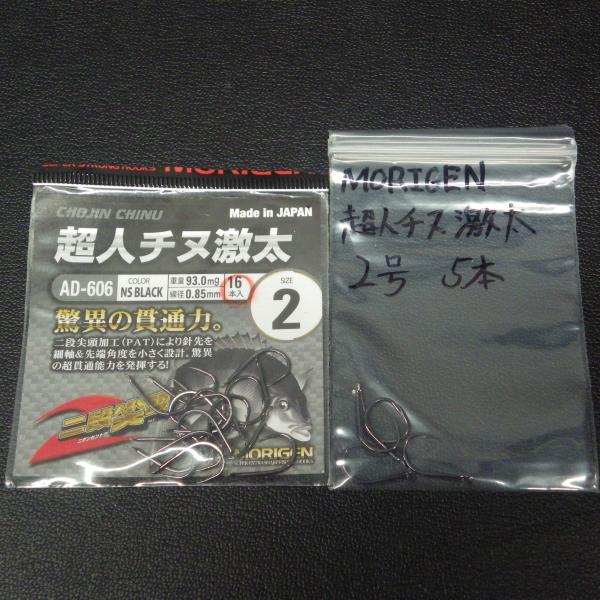 SUPER STRONG HOOKS MORIGEN
CHOJIN CHINU
Made in JAPAN
超人チヌ激太
AD-606
COLOR
NS BLACK
重量 93.0mg
線径 0.85mm
16
本入
SIZE
2
驚異の貫通力。
二段尖頭加工(PAT)により針先を
細軸&先端角度を小さく設計。驚異
の超貫通能力を発揮する!
二段尖
MORIGEN
MORIGEN
超人チヌ激太
2号 5本